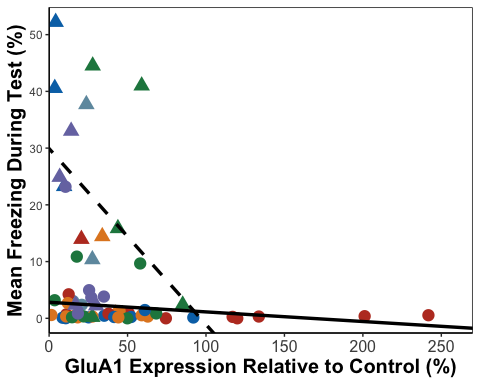 Mean Freezing During Test (%)
50
40
30
20
10
0
0 50 100 150 200 250
GluA1 Expression Relative to Control (%)